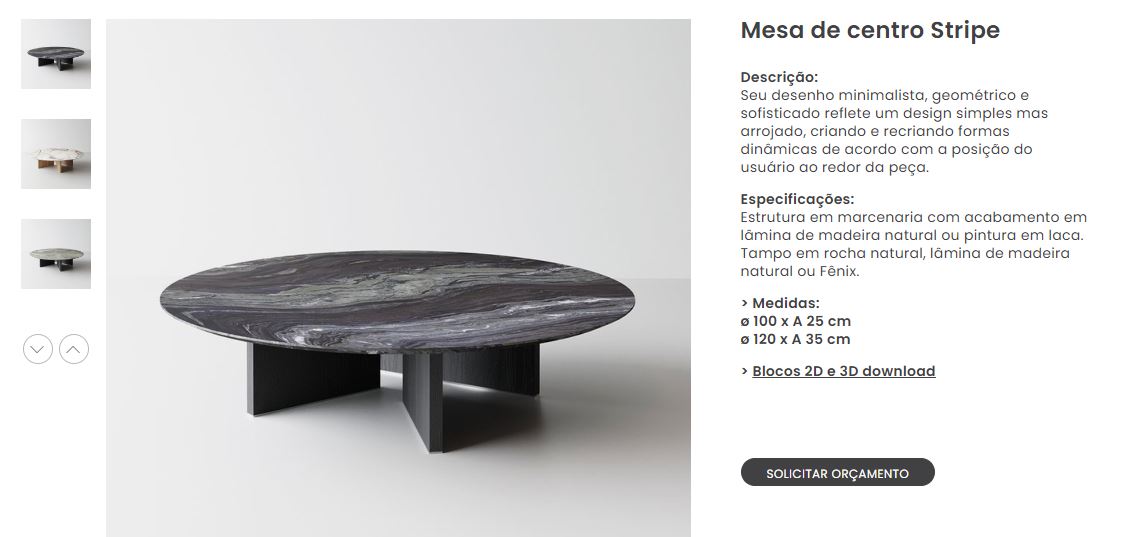 Mesa de centro Stripe
Descrição:
Seu desenho minimalista, geométrico e
sofisticado reflete um design simples mas
arrojado, criando e recriando formas
dinâmicas de acordo com a posição do
usuário ao redor da peça.
Especificações:
Estrutura em marcenaria com acabamento em
lâmina de madeira natural ou pintura em laca.
Tampo em rocha natural, lâmina de madeira
natural ou Fênix.
> Medidas:
ø 100 x A 25 cm
ø 120 x A 35 cm
> Blocos 2D e 3D download
SOLICITAR ORÇAMENTO